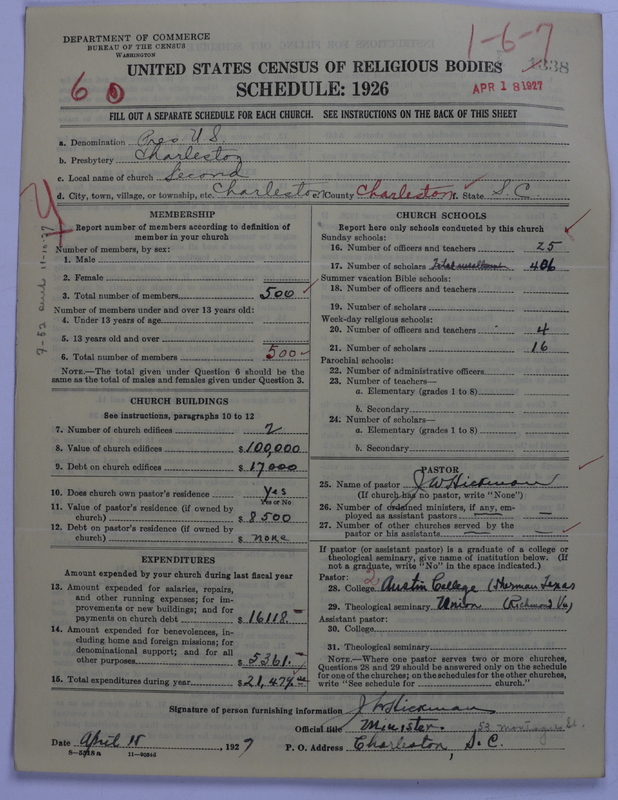 DEPARTMENT OF COMMERCE
BUREAU OF THE CENSUS
WASHINGTON
1-6-7
1338
UNITED STATES CENSUS OF RELIGIOUS BODIES
60
SCHEDULE: 1926
APR 18 1927
FILL OUT A SEPARATE SCHEDULE FOR EACH CHURCH. SEE INSTRUCTIONS ON THE BACK OF THIS SHEET
a. Denomination Pres U S.
b. Presbytery Charleston
c. Local name of church Second
d. City, town, village, or township, etc. Charleston e. County Charleston f. State S. C.
MEMBERSHIP
Report number of members according to definition of
member in your church
Number of members, by sex:
1. Male
2. Female
3. Total number of members 500
Number of members under and over 13 years old:
4. Under 13 years of age
5. 13 years old and over
6. Total number of members 500
NOTE.—The total given under Question 6 should be
same as the total of males and females given under Question 3.
CHURCH BUILDINGS
See instructions, paragraphs 10 to 12
7. Number of church edifices 2
8. Value of church edifices $ 100,000
9. Debt on church edifices $ 17000
10. Does church own pastor's residence Yes
Yes or No
11. Value of pastor's residence (if owned by
church) $ 8500
12. Debt on pastor's residence (if owned by
church) $ none
EXPENDITURES
Amount expended by your church during last fiscal year
13. Amount expended for salaries, repairs,
and other running expenses; for im-
provements or new buildings; and for
payments on church debt $ 16118.–
14. Amount expended for benevolences, in-
cluding home and foreign missions; for
denominational support; and for all
other purposes $ 5361.–
15. Total expenditures during year $ 21,479
CHURCH SCHOOLS
Report here only schools conducted by this church
Sunday schools:
16. Number of officers and teachers 25
17. Number of scholars Total enrollment 406
Summer vacation Bible schools:
18. Number of officers and teachers
19. Number of scholars
Week-day religious schools:
20. Number of officers and teachers 4
21. Number of scholars 16
Parochial schools:
22. Number of administrative officers
23. Number of teachers—
a. Elementary (grades 1 to 8)
b. Secondary
24. Number of scholars—
a. Elementary (grades 1 to 8)
b. Secondary
PASTOR
25. Name of pastor J W Hickman
(If church has no pastor, write "None")
26. Number of ordained ministers, if any, em-
ployed as assistant pastors —
27. Number of other churches served by the
pastor or his assistants —
If pastor (or assistant pastor) is a graduate of a college or
theological seminary, give name of institution below. (If
not a graduate, write "No" in the space indicated.)
Pastor: 2
28. College Austin College (Sherman Texas
29. Theological seminary Union (Richmond Va)
Assistant pastor:
30. College
31. Theological seminary
NOTE.—Where one pastor serves two or more churches,
Questions 28 and 29 should be answered only on the schedule
for one of the churches; on the schedules for the other churches,
write "See schedule for church."
Signature of person furnishing information J W Hickman
Official title Minister. 53 Montague St.
Date April 15, 1927 P. O. Address Charleston, S. C.
8—5318a 11—9054d